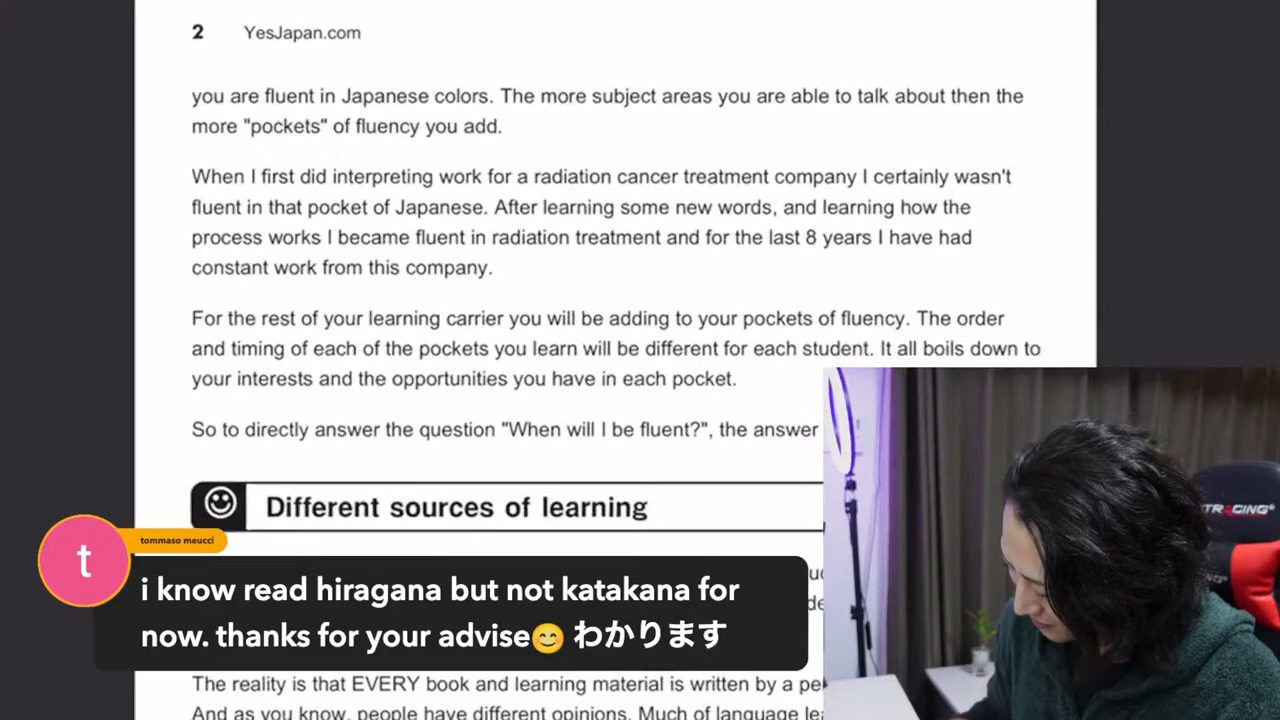 2 YesJapan.com
you are fluent in Japanese colors. The more subject areas you are able to talk about then the
more "pockets" of fluency you add.
When I first did interpreting work for a radiation cancer treatment company I certainly wasn't
fluent in that pocket of Japanese. After learning some new words, and learning how the
process works I became fluent in radiation treatment and for the last 8 years I have had
constant work from this company.
For the rest of your learning carrier you will be adding to your pockets of fluency. The order
and timing of each of the pockets you learn will be different for each student. It all boils down to
your interests and the opportunities you have in each pocket.
So to directly answer the question "When will I be fluent?", the answer
Different sources of learning
t
tommaso meucci
i know read hiragana but not katakana for
now. thanks for your advise😊 わかります
The reality is that EVERY book and learning material is written by a
And as you know, people have different opinions. Much of language